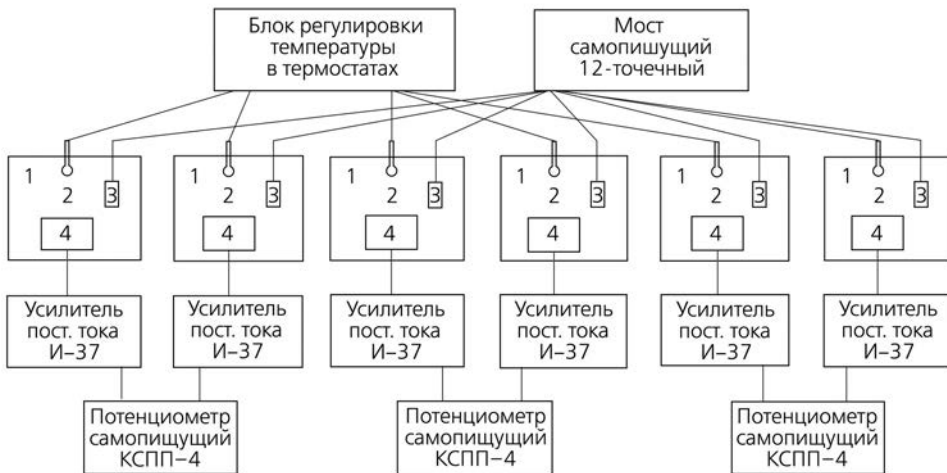 Блок регулировки
температуры
в термостатах
Мост
самопишущий
12-точечный
1
2
3
4
1
2
3
4
1
2
3
4
1
2
3
4
1
2
3
4
1
2
3
4
Усилитель
пост. тока
И–37
Усилитель
пост. тока
И–37
Усилитель
пост. тока
И–37
Усилитель
пост. тока
И–37
Усилитель
пост. тока
И–37
Усилитель
пост. тока
И–37
Потенциометр
самопищущий
КСПП–4
Потенциометр
самопищущий
КСПП–4
Потенциометр
самопищущий
КСПП–4